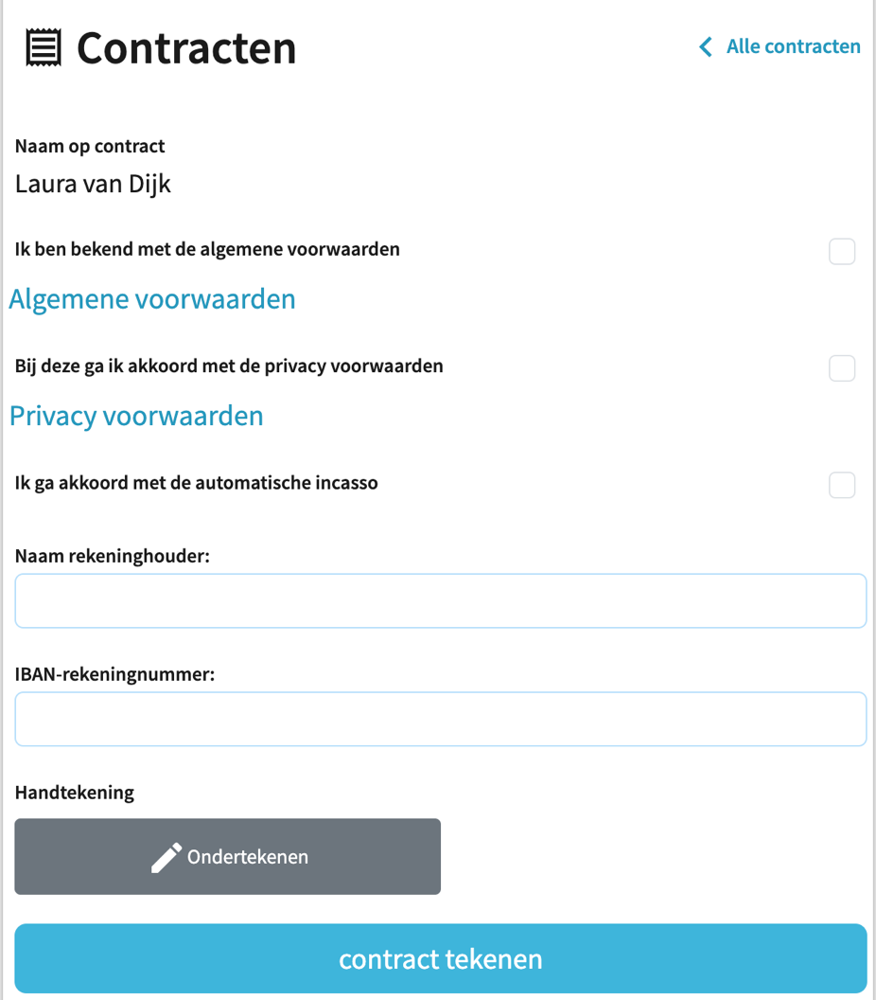 Contracten
Alle contracten
Naam op contract
Laura van Dijk
Ik ben bekend met de algemene voorwaarden
Algemene voorwaarden
Bij deze ga ik akkoord met de privacy voorwaarden
Privacy voorwaarden
Ik ga akkoord met de automatische incasso
Naam rekeninghouder:
IBAN-rekeningnummer:
Handtekening
Ondertekenen
contract tekenen